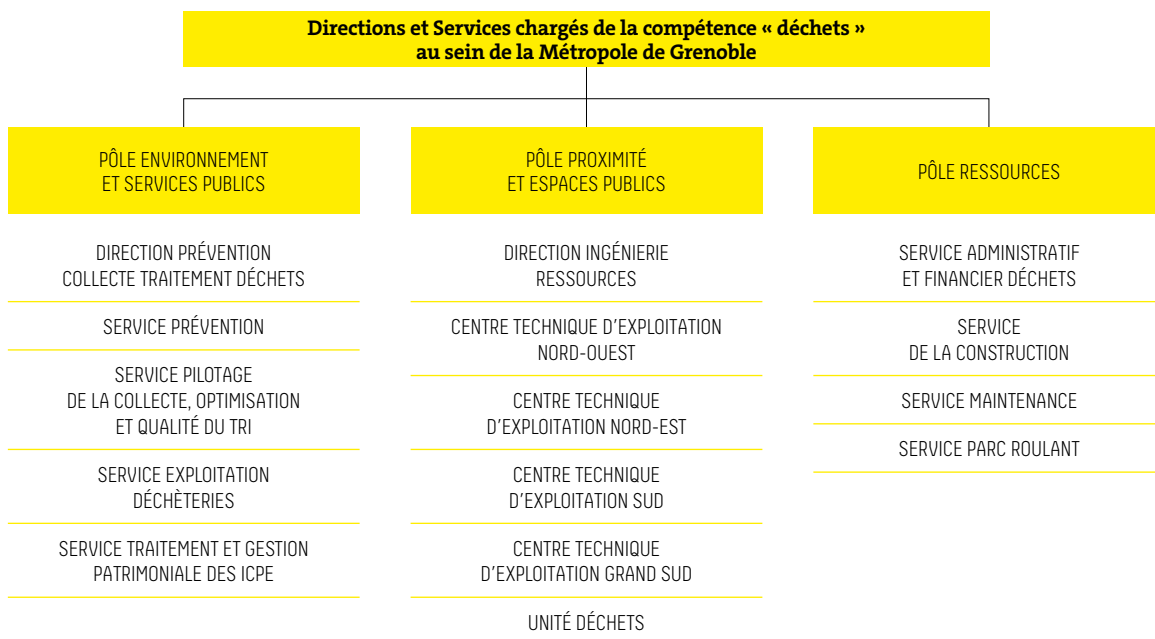 Directions et Services chargés de la compétence « déchets »
au sein de la Métropole de Grenoble
PÔLE ENVIRONNEMENT
ET SERVICES PUBLICS
DIRECTION PRÉVENTION
COLLECTE TRAITEMENT DÉCHETS
SERVICE PRÉVENTION
SERVICE PILOTAGE
DE LA COLLECTE, OPTIMISATION
ET QUALITÉ DU TRI
SERVICE EXPLOITATION
DÉCHÈTERIES
SERVICE TRAITEMENT ET GESTION
PATRIMONIALE DES ICPE
PÔLE PROXIMITÉ
ET ESPACES PUBLICS
DIRECTION INGÉNIERIE
RESSOURCES
CENTRE TECHNIQUE D'EXPLOITATION
NORD-OUEST
CENTRE TECHNIQUE
D'EXPLOITATION NORD-EST
CENTRE TECHNIQUE
D'EXPLOITATION SUD
CENTRE TECHNIQUE
D'EXPLOITATION GRAND SUD
UNITÉ DÉCHETS
PÔLE RESSOURCES
SERVICE ADMINISTRATIF
ET FINANCIER DÉCHETS
SERVICE
DE LA CONSTRUCTION
SERVICE MAINTENANCE
SERVICE PARC ROULANT